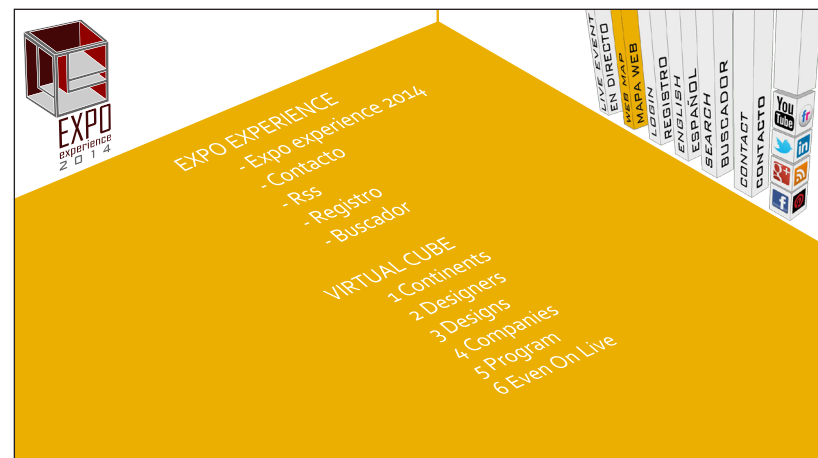 EXPO
experience
2014
EXPO EXPERIENCE
- Expo experience 2014
- Contacto
- Rss
- Registro
- Buscador
VIRTUAL CUBE
1 Continents
2 Designers
3 Designs
4 Companies
5 Program
6 Even On Live
LIVE EVENT
EN DIRECTO
WEB MAP
MAPA WEB
LOGIN
REGISTRO
ENGLISH
ESPAÑOL
SEARCH
BUSCADOR
CONTACT
CONTACTO
You
Tube
fr
in
g+
f